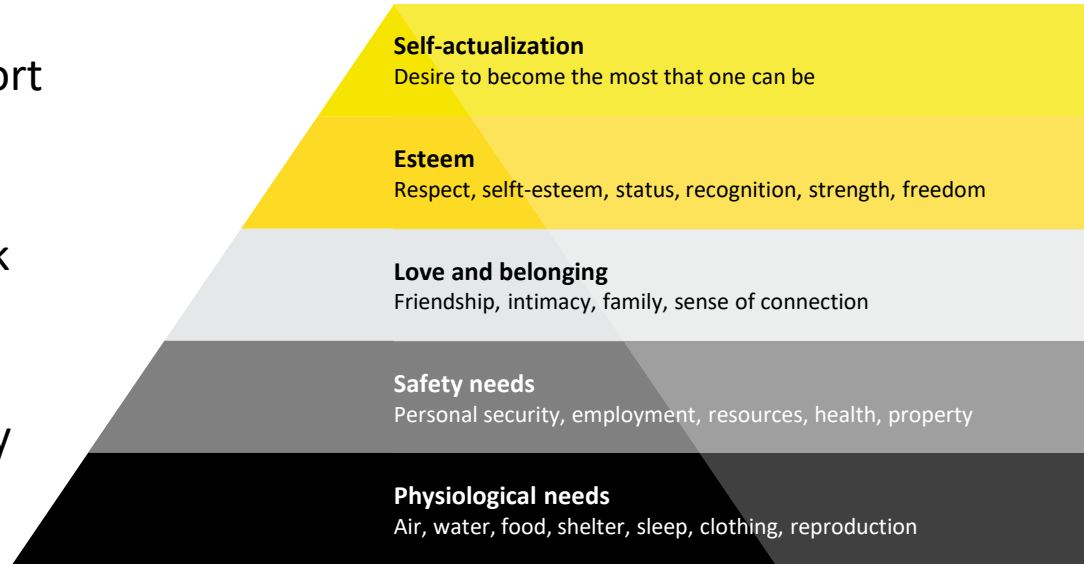 Self-actualization
ort
Desire to become the most that one can be
Esteem
Respect, selft-esteem, status, recognition, strength, freedom
k
Love and belonging
Friendship, intimacy, family, sense of connection
Safety needs
Personal security, employment, resources, health, property
y
Physiological needs
Air, water, food, shelter, sleep, clothing, reproduction